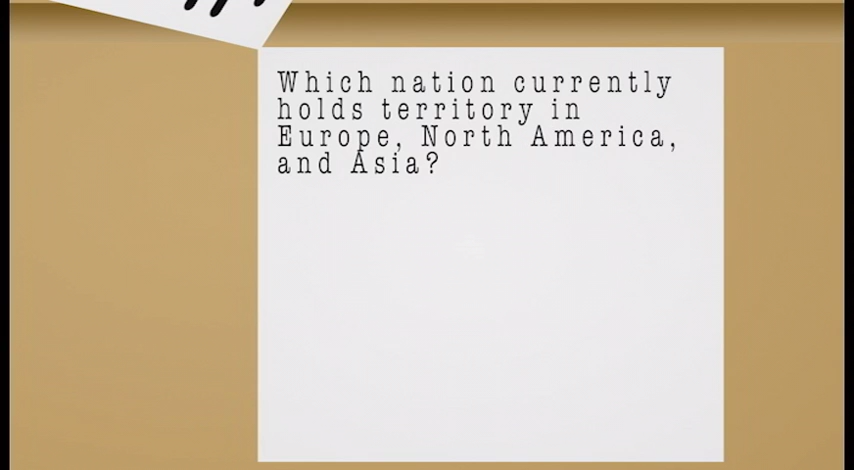 Which nation currently
holds territory in
Europe, North America,
and Asia?